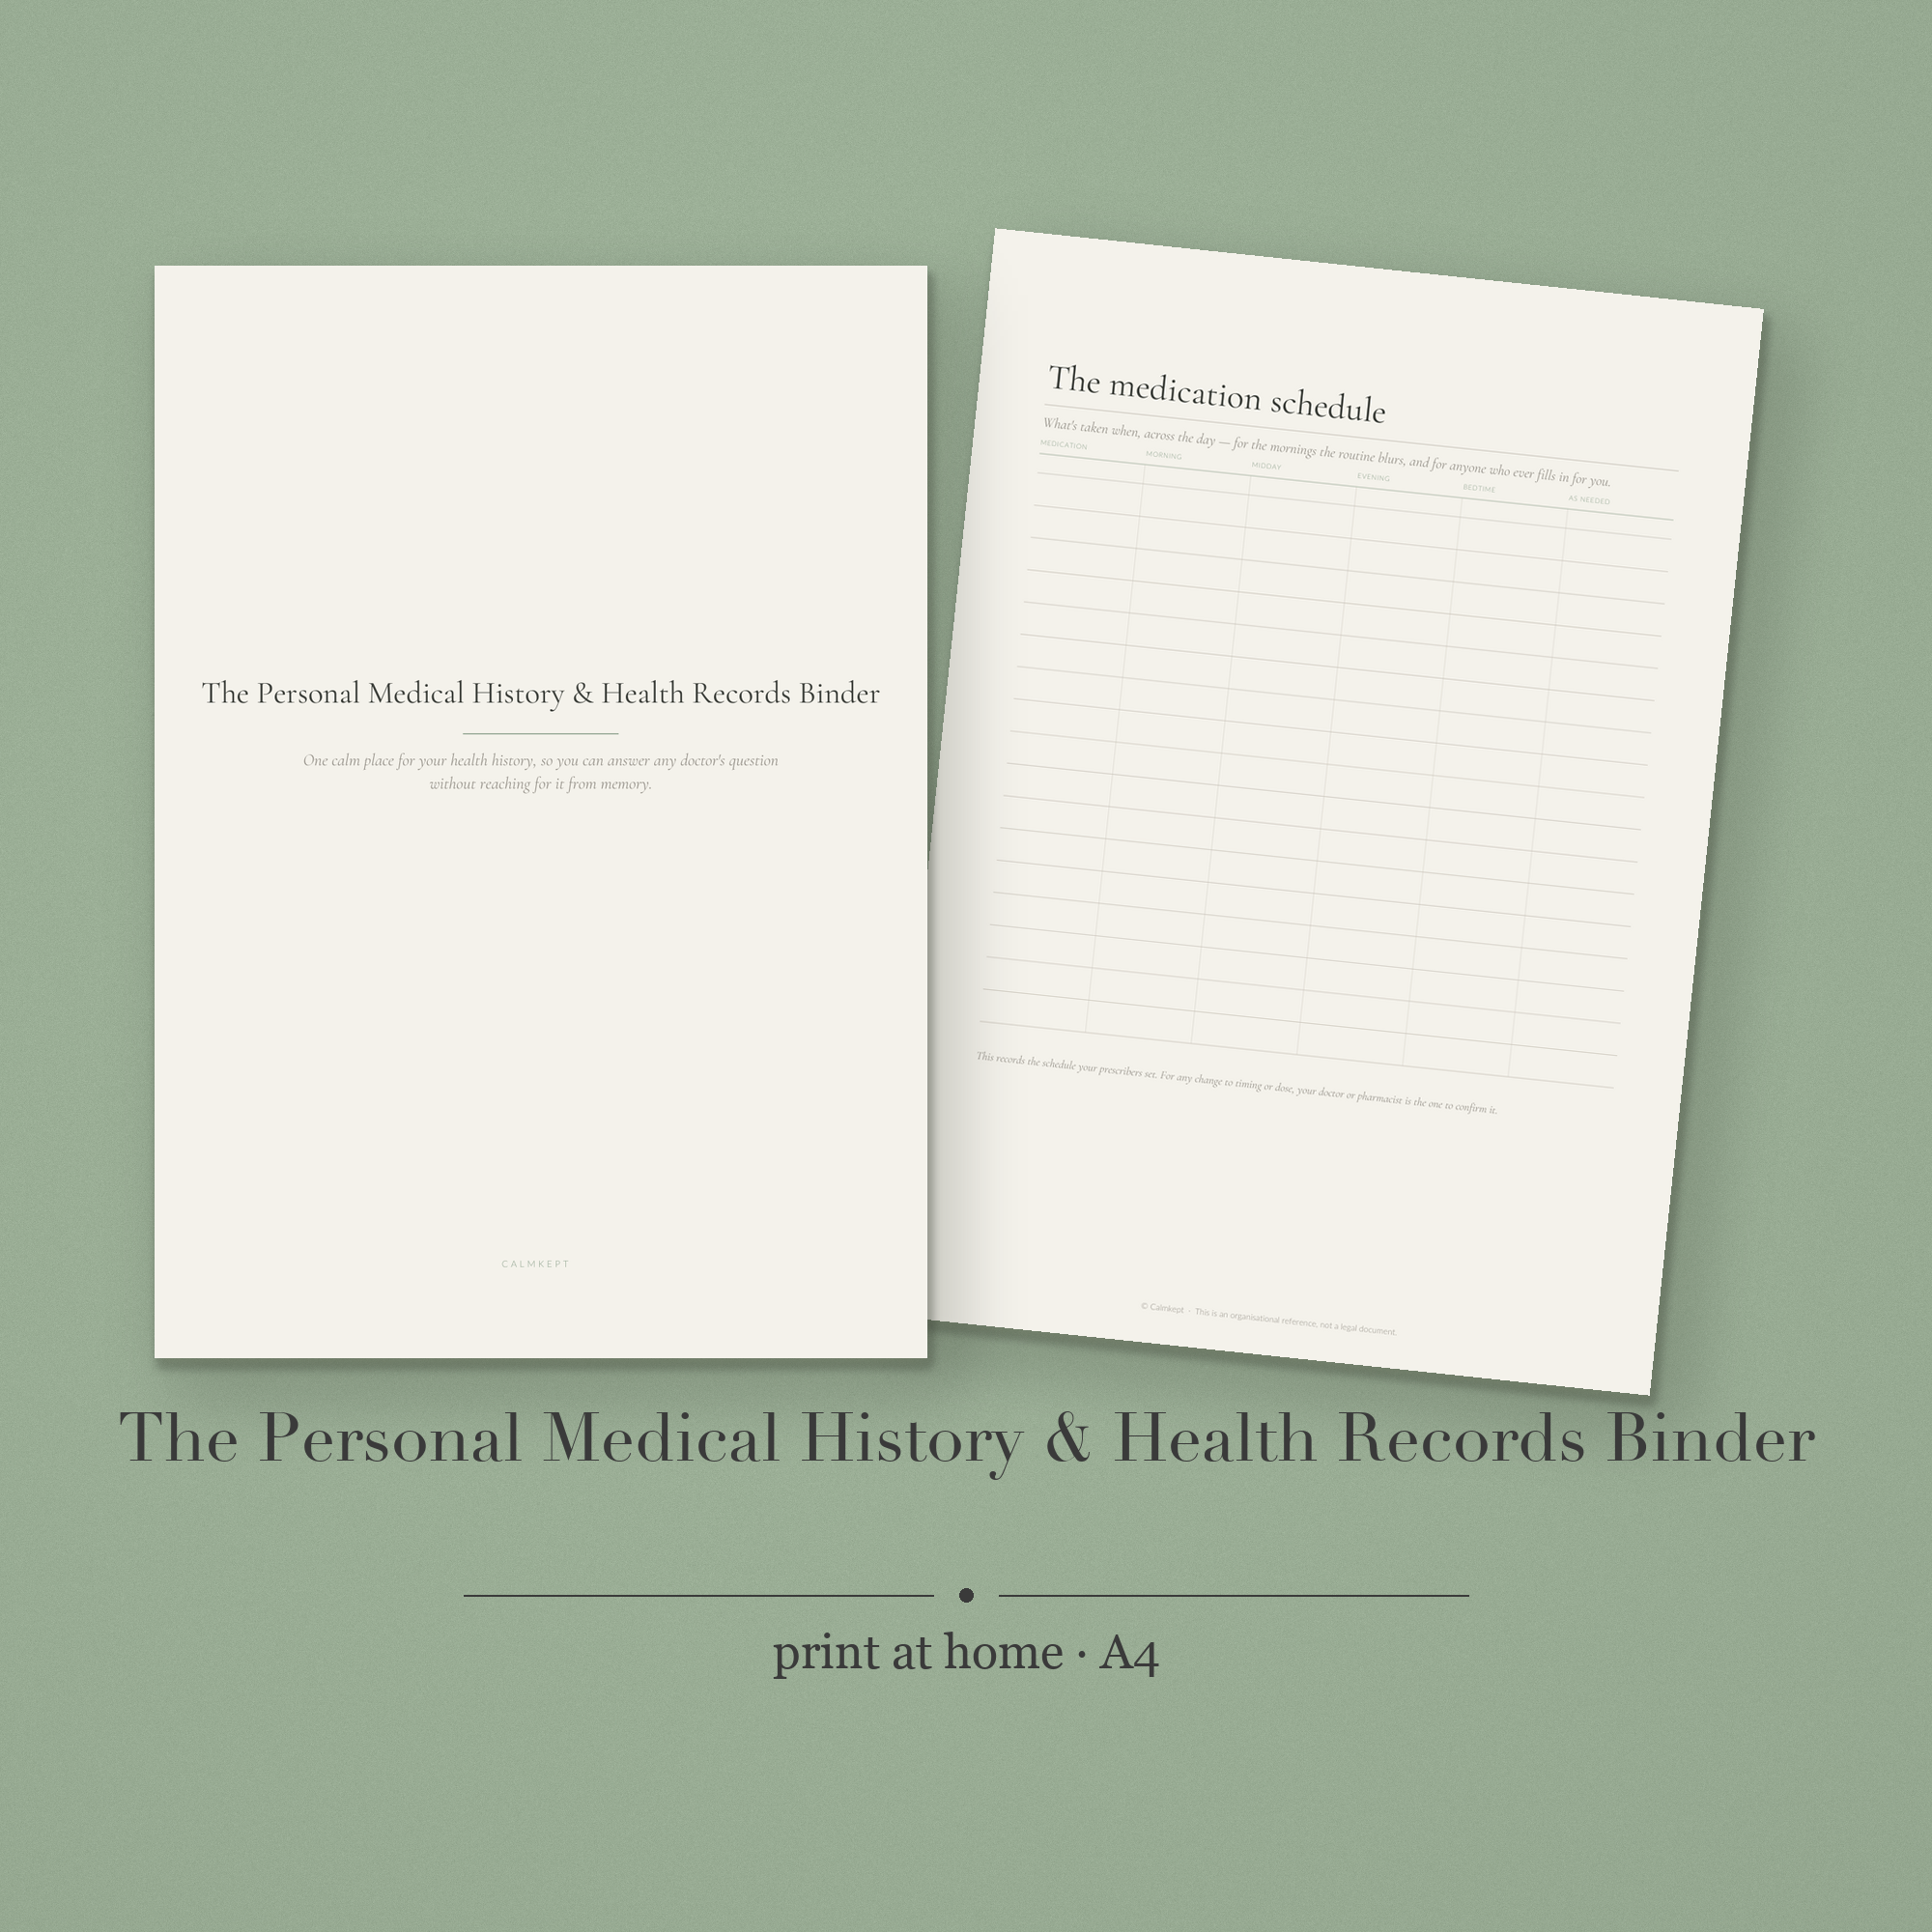 The Personal Medical History & Health Records Binder
One calm place for your health history, so you can answer any doctor's question
without reaching for it from memory.
CALMKEPT
The medication schedule
What's taken when, across the day — for the mornings the routine blurs, and for anyone who ever fills in for you.
MEDICATION MORNING MIDDAY EVENING BEDTIME AS NEEDED
This records the schedule your prescribers set. For any change to timing or dose, your doctor or pharmacist is the one to confirm it.
© Calmkept · This is an organisational reference, not a legal document.
The Personal Medical History & Health Records Binder
print at home · A4